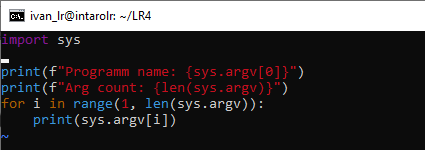 ivan_lr@intarolr: ~/LR4
import sys

print(f"Programm name: {sys.argv[0]}")
print(f"Arg count: {len(sys.argv)}")
for i in range(1, len(sys.argv)):
    print(sys.argv[i])
~